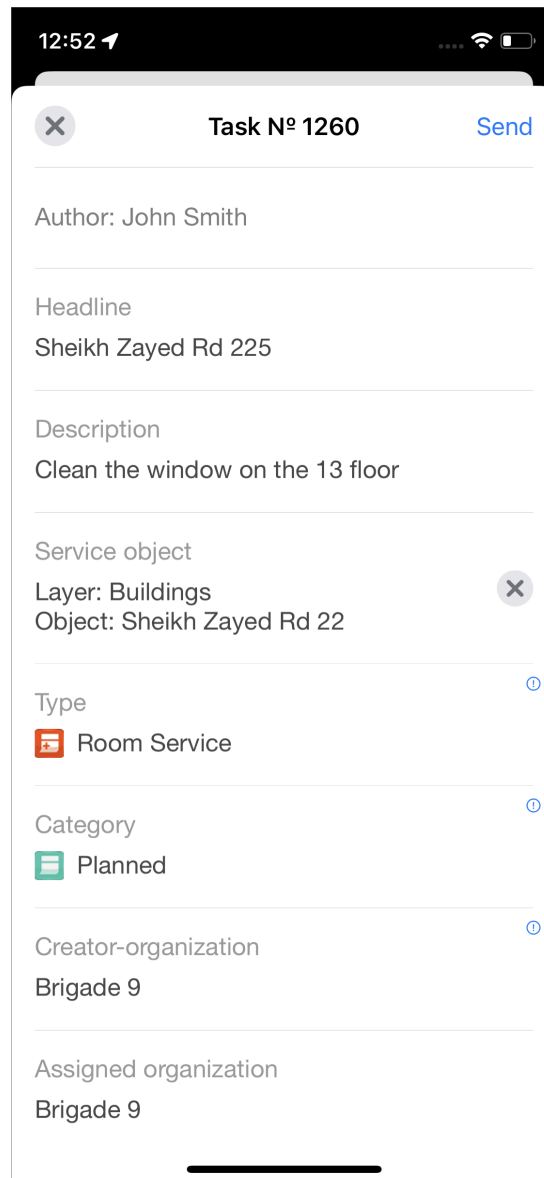 12:52
Task Nº 1260
Send
Author: John Smith
Headline
Sheikh Zayed Rd 225
Description
Clean the window on the 13 floor
Service object
Layer: Buildings
Object: Sheikh Zayed Rd 22
Type
Room Service
Category
Planned
Creator-organization
Brigade 9
Assigned organization
Brigade 9